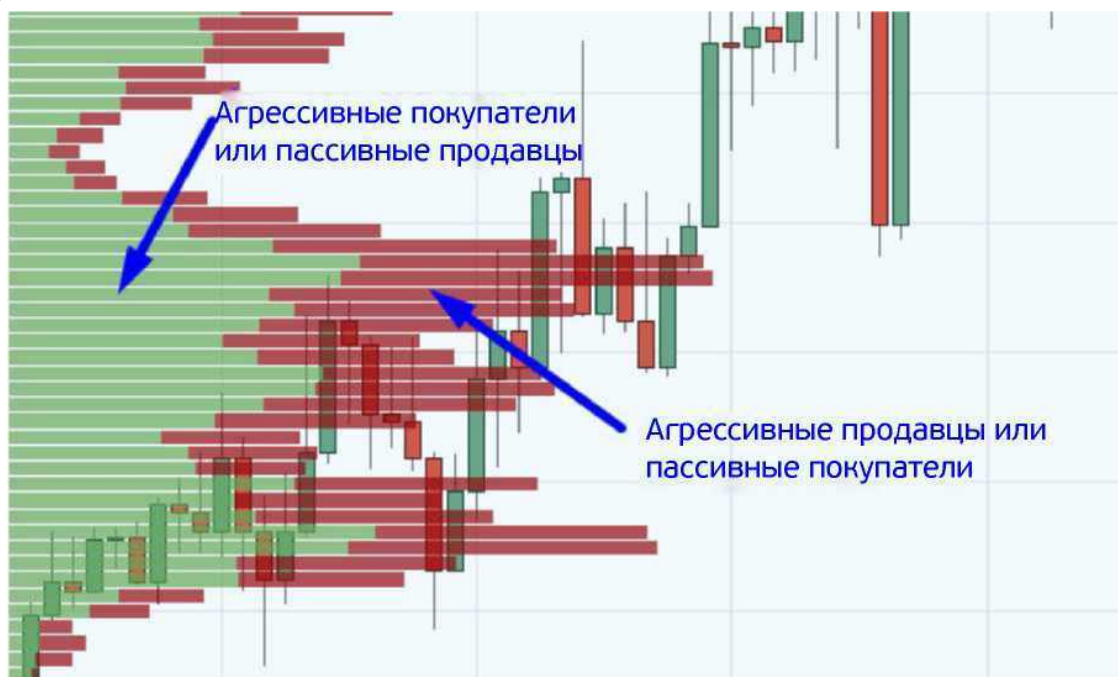 Агрессивные покупатели
или пассивные продавцы
Агрессивные продавцы или
пассивные покупатели